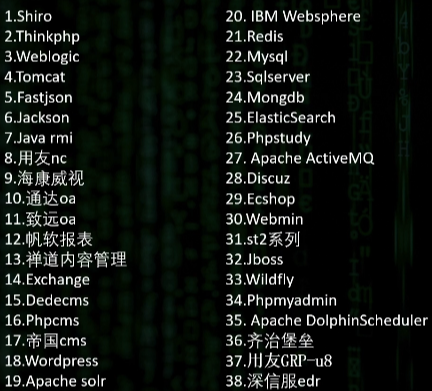 1.Shiro
2.Thinkphp
3.Weblogic
4.Tomcat
5.Fastjson
6.Jackson
7.Java rmi
8.用友nc
9.海康威视
10.通达oa
11.致远oa
12.帆软报表
13.禅道内容管理
14.Exchange
15.Dedecms
16.Phpcms
17.帝国cms
18.Wordpress
19.Apache solr
20. IBM Websphere
21.Redis
22.Mysql
23.Sqlserver
24.Mongdb
25.ElasticSearch
26.Phpstudy
27. Apache ActiveMQ
28.Discuz
29.Ecshop
30.Webmin
31.st2系列
32.Jboss
33.Wildfly
34.Phpmyadmin
35. Apache DolphinScheduler
36.齐治堡垒
37.用友GRP-u8
38.深信服edr